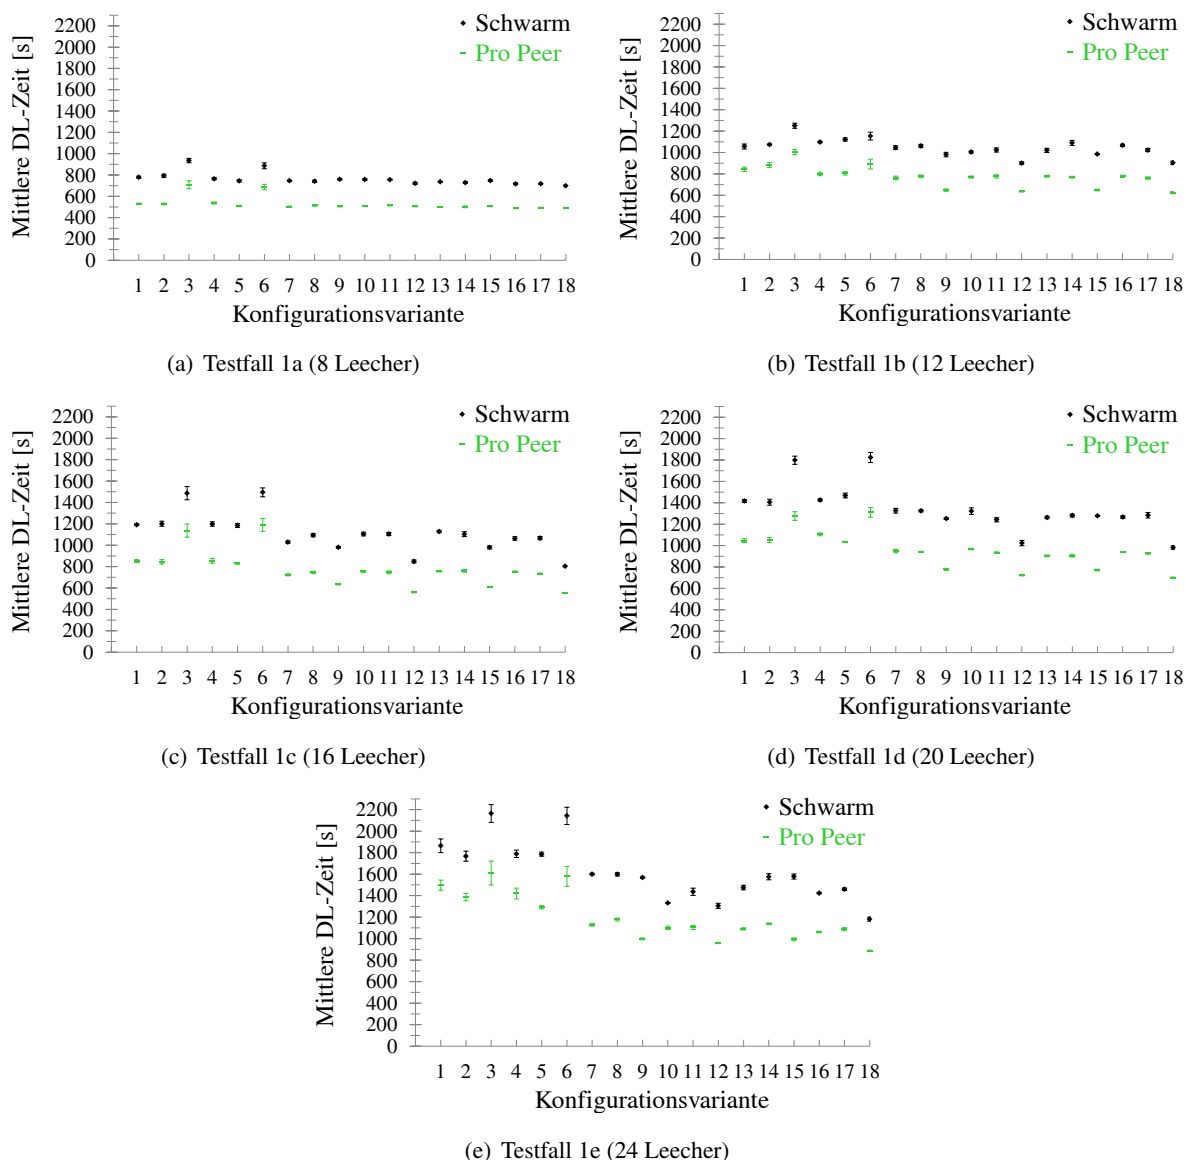 Mittlere DL-Zeit [s]
2200
2000
1800
1600
1400
1200
1000
800
600
400
200
0
Schwarm
Pro Peer
1 2 3 4 5 6 7 8 9 10 11 12 13 14 15 16 17 18
Konfigurationsvariante
(a) Testfall 1a (8 Leecher)
Mittlere DL-Zeit [s]
2200
2000
1800
1600
1400
1200
1000
800
600
400
200
0
Schwarm
Pro Peer
1 2 3 4 5 6 7 8 9 10 11 12 13 14 15 16 17 18
Konfigurationsvariante
(b) Testfall 1b (12 Leecher)
Mittlere DL-Zeit [s]
2200
2000
1800
1600
1400
1200
1000
800
600
400
200
0
Schwarm
Pro Peer
1 2 3 4 5 6 7 8 9 10 11 12 13 14 15 16 17 18
Konfigurationsvariante
(c) Testfall 1c (16 Leecher)
Mittlere DL-Zeit [s]
2200
2000
1800
1600
1400
1200
1000
800
600
400
200
0
Schwarm
Pro Peer
1 2 3 4 5 6 7 8 9 10 11 12 13 14 15 16 17 18
Konfigurationsvariante
(d) Testfall 1d (20 Leecher)
Mittlere DL-Zeit [s]
2200
2000
1800
1600
1400
1200
1000
800
600
400
200
0
Schwarm
Pro Peer
1 2 3 4 5 6 7 8 9 10 11 12 13 14 15 16 17 18
Konfigurationsvariante
(e) Testfall 1e (24 Leecher)